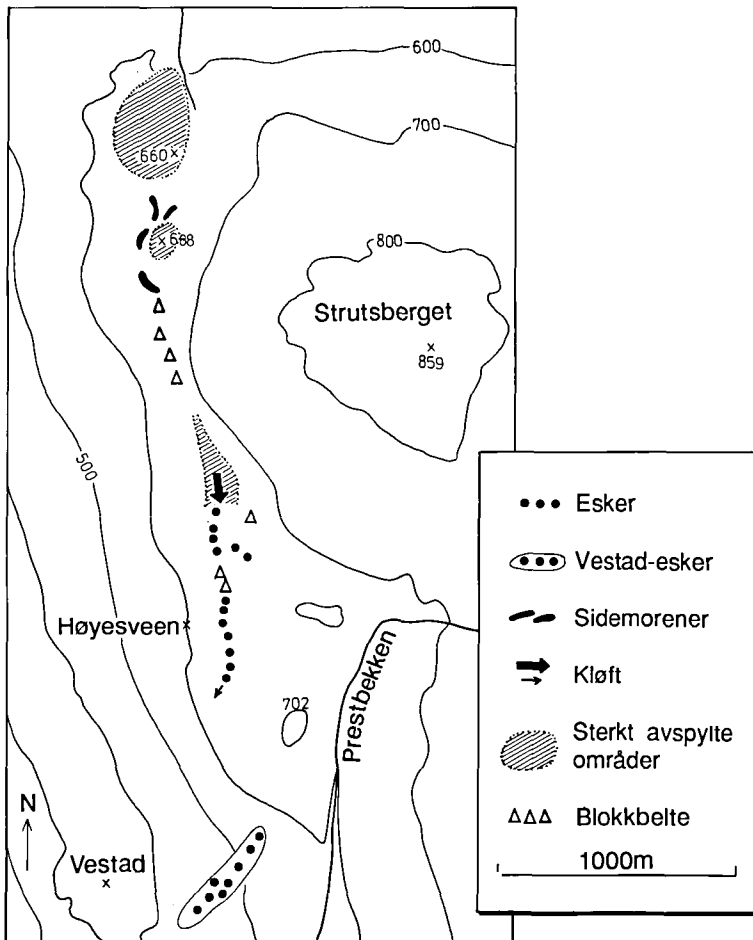 600
700
660
668
800
Strutsberget
859
500
Høyesveen
702
Prestbekken
N
Vestad
Esker
Vestad-esker
Sidemorener
Kløft
Sterkt avspylte
områder
Blokkbelte
1000m